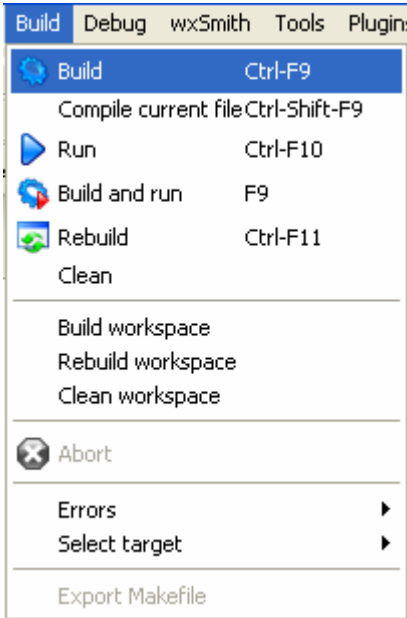 Build Debug wxSmith Tools Plugin
Build Ctrl-F9
Compile current file Ctrl-Shift-F9
Run Ctrl-F10
Build and run F9
Rebuild Ctrl-F11
Clean
Build workspace
Rebuild workspace
Clean workspace
Abort
Errors
Select target
Export Makefile